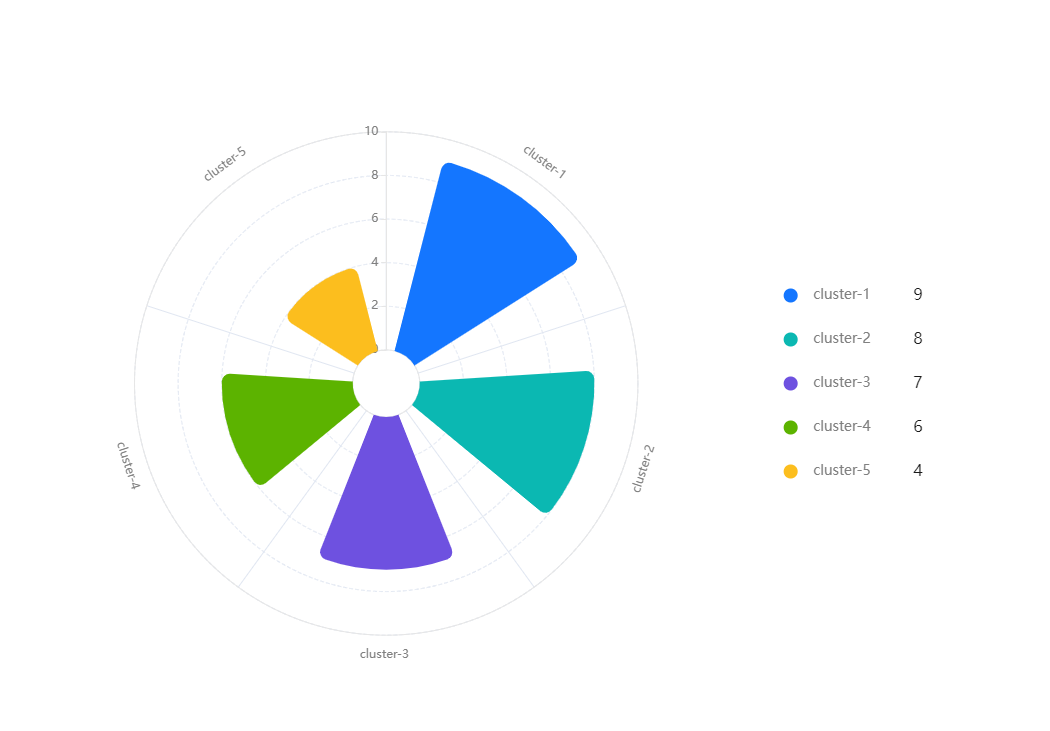 10
8
6
4
2
0
cluster-1
cluster-2
cluster-3
cluster-4
cluster-5
cluster-1 9
cluster-2 8
cluster-3 7
cluster-4 6
cluster-5 4